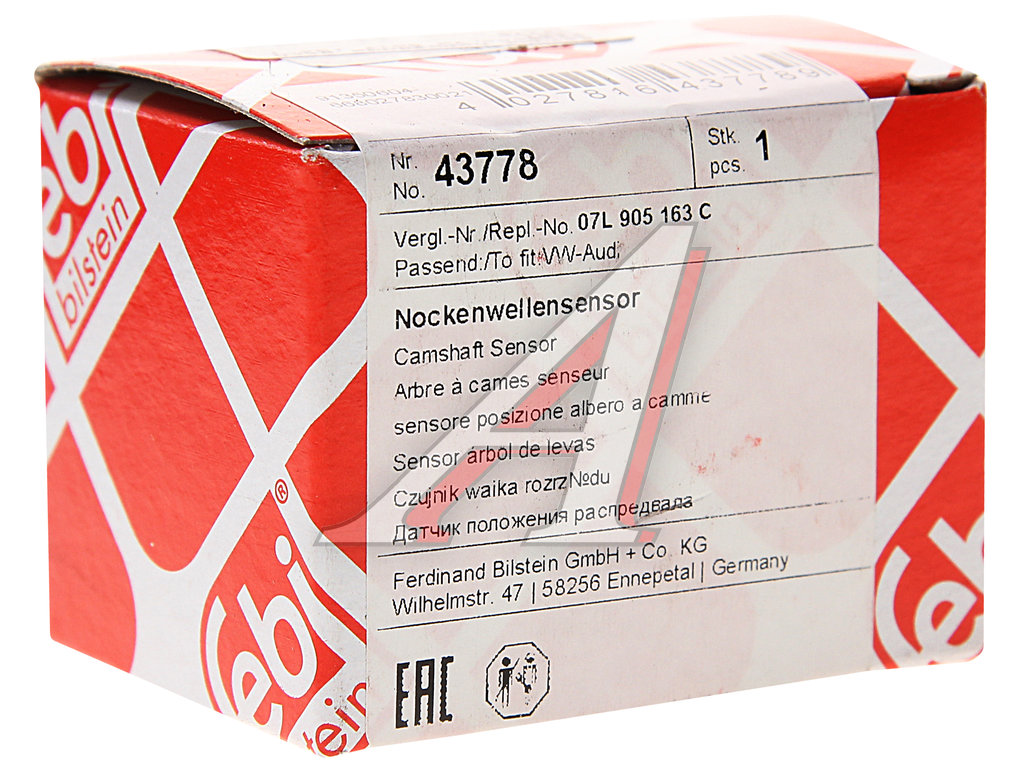 4 027816 437789
Nr.
No. 43778
Stk.
pcs. 1
Vergl.-Nr./Repl.-No. 07L 905 163 C
Passend:/To fit:VW-Audi
Nockenwellensensor
Camshaft Sensor
Arbre à cames senseur
sensore posizione albero a camme
Sensor árbol de levas
Czujnik waika rozrz№du
Датчик положения распредвала
Ferdinand Bilstein GmbH + Co. KG
Wilhelmstr. 47 | 58256 Ennepetal | Germany
EAC
febi
bilstein
®
febi
stein
feb